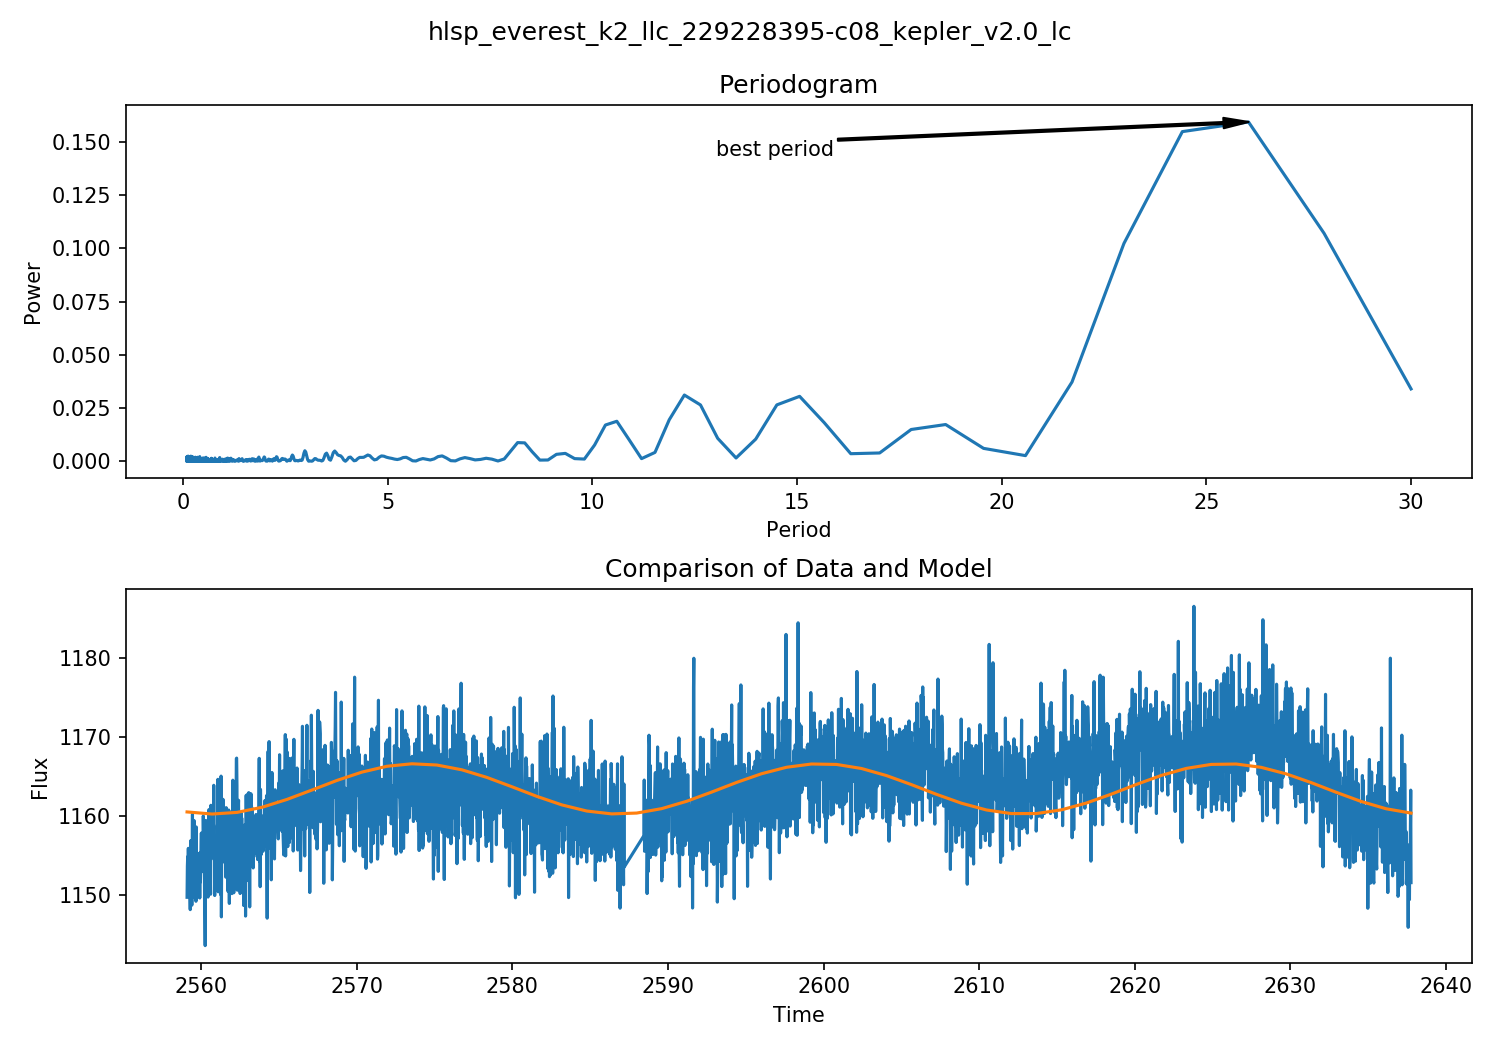 hlsp_everest_k2_llc_229228395-c08_kepler_v2.0_lc
Periodogram
0.150
0.125
0.100
0.075
0.050
0.025
0.000
Power
best period
0 5 10 15 20 25 30
Period
Comparison of Data and Model
1180
1170
1160
1150
Flux
2560 2570 2580 2590 2600 2610 2620 2630 2640
Time